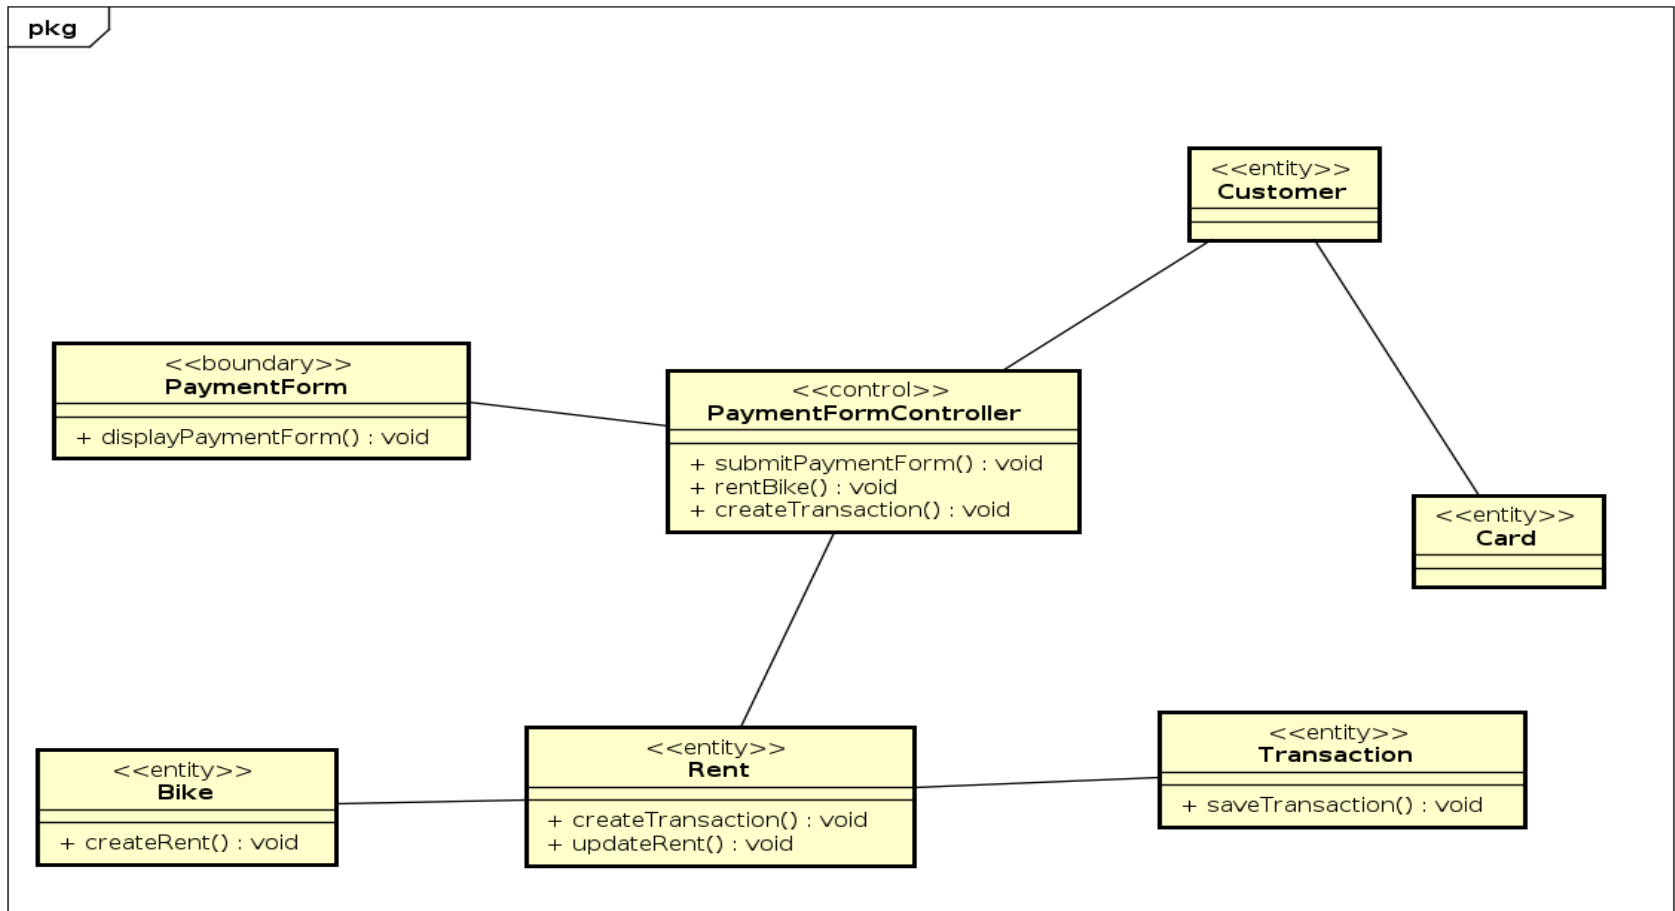 pkg
<<entity>>
Customer
<<boundary>>
PaymentForm
+ displayPaymentForm() : void
<<control>>
PaymentFormController
+ submitPaymentForm() : void
+ rentBike() : void
+ createTransaction() : void
<<entity>>
Card
<<entity>>
Bike
+ createRent() : void
<<entity>>
Rent
+ createTransaction() : void
+ updateRent() : void
<<entity>>
Transaction
+ saveTransaction() : void